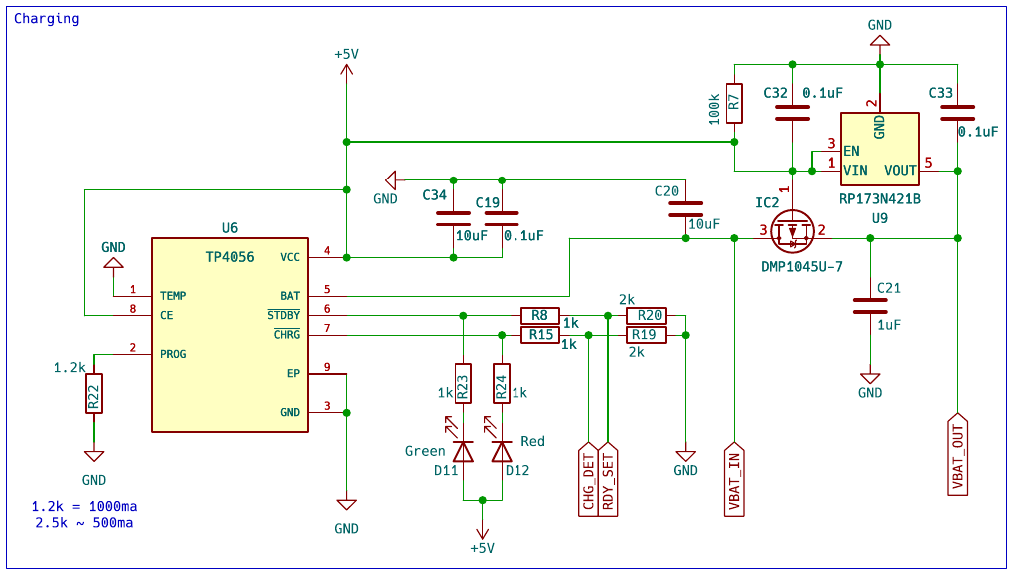 Charging
+5V
GND
100k
R7
C32
0.1uF
2
GND
C33
0.1uF
3
EN
1
VIN
VOUT
5
RP173N421B
U9
GND
C34
10uF
C19
0.1uF
C20
10uF
IC2
1
3
2
DMP1045U-7
C21
1uF
GND
U6
TP4056
GND
1
TEMP
8
CE
2
PROG
VCC
4
BAT
5
STDBY
6
CHRG
7
EP
9
GND
3
1.2k
R22
GND
1.2k = 1000ma
2.5k ~ 500ma
GND
R8
1k
R15
1k
2k
R20
R19
2k
1k
R23
R24
1k
Green
D11
Red
D12
+5V
CHG_DET
RDY_SET
GND
VBAT_IN
VBAT_OUT